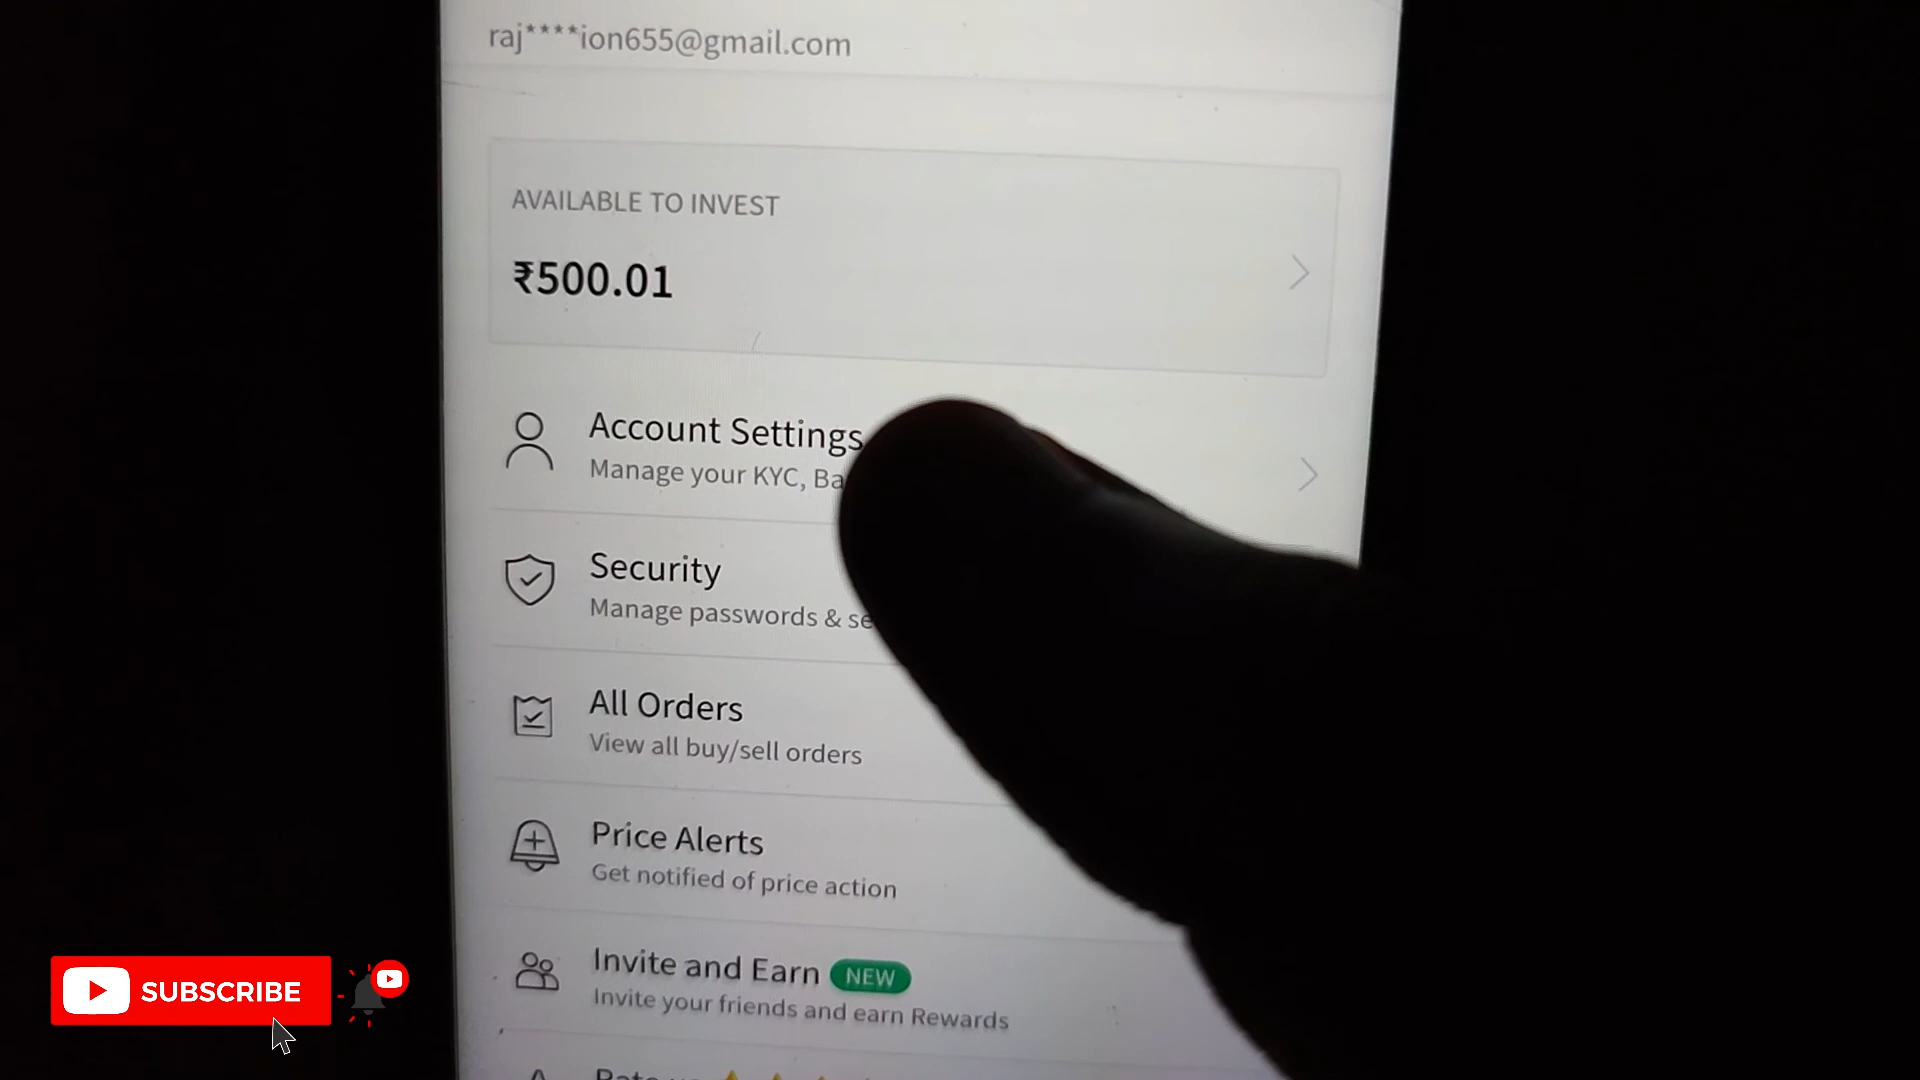 raj****ion655@gmail.com
AVAILABLE TO INVEST
₹500.01
Account Settings
Manage your KYC, Ba
Security
Manage passwords & se
All Orders
View all buy/sell orders
Price Alerts
Get notified of price action
Invite and Earn NEW
Invite your friends and earn Rewards
SUBSCRIBE